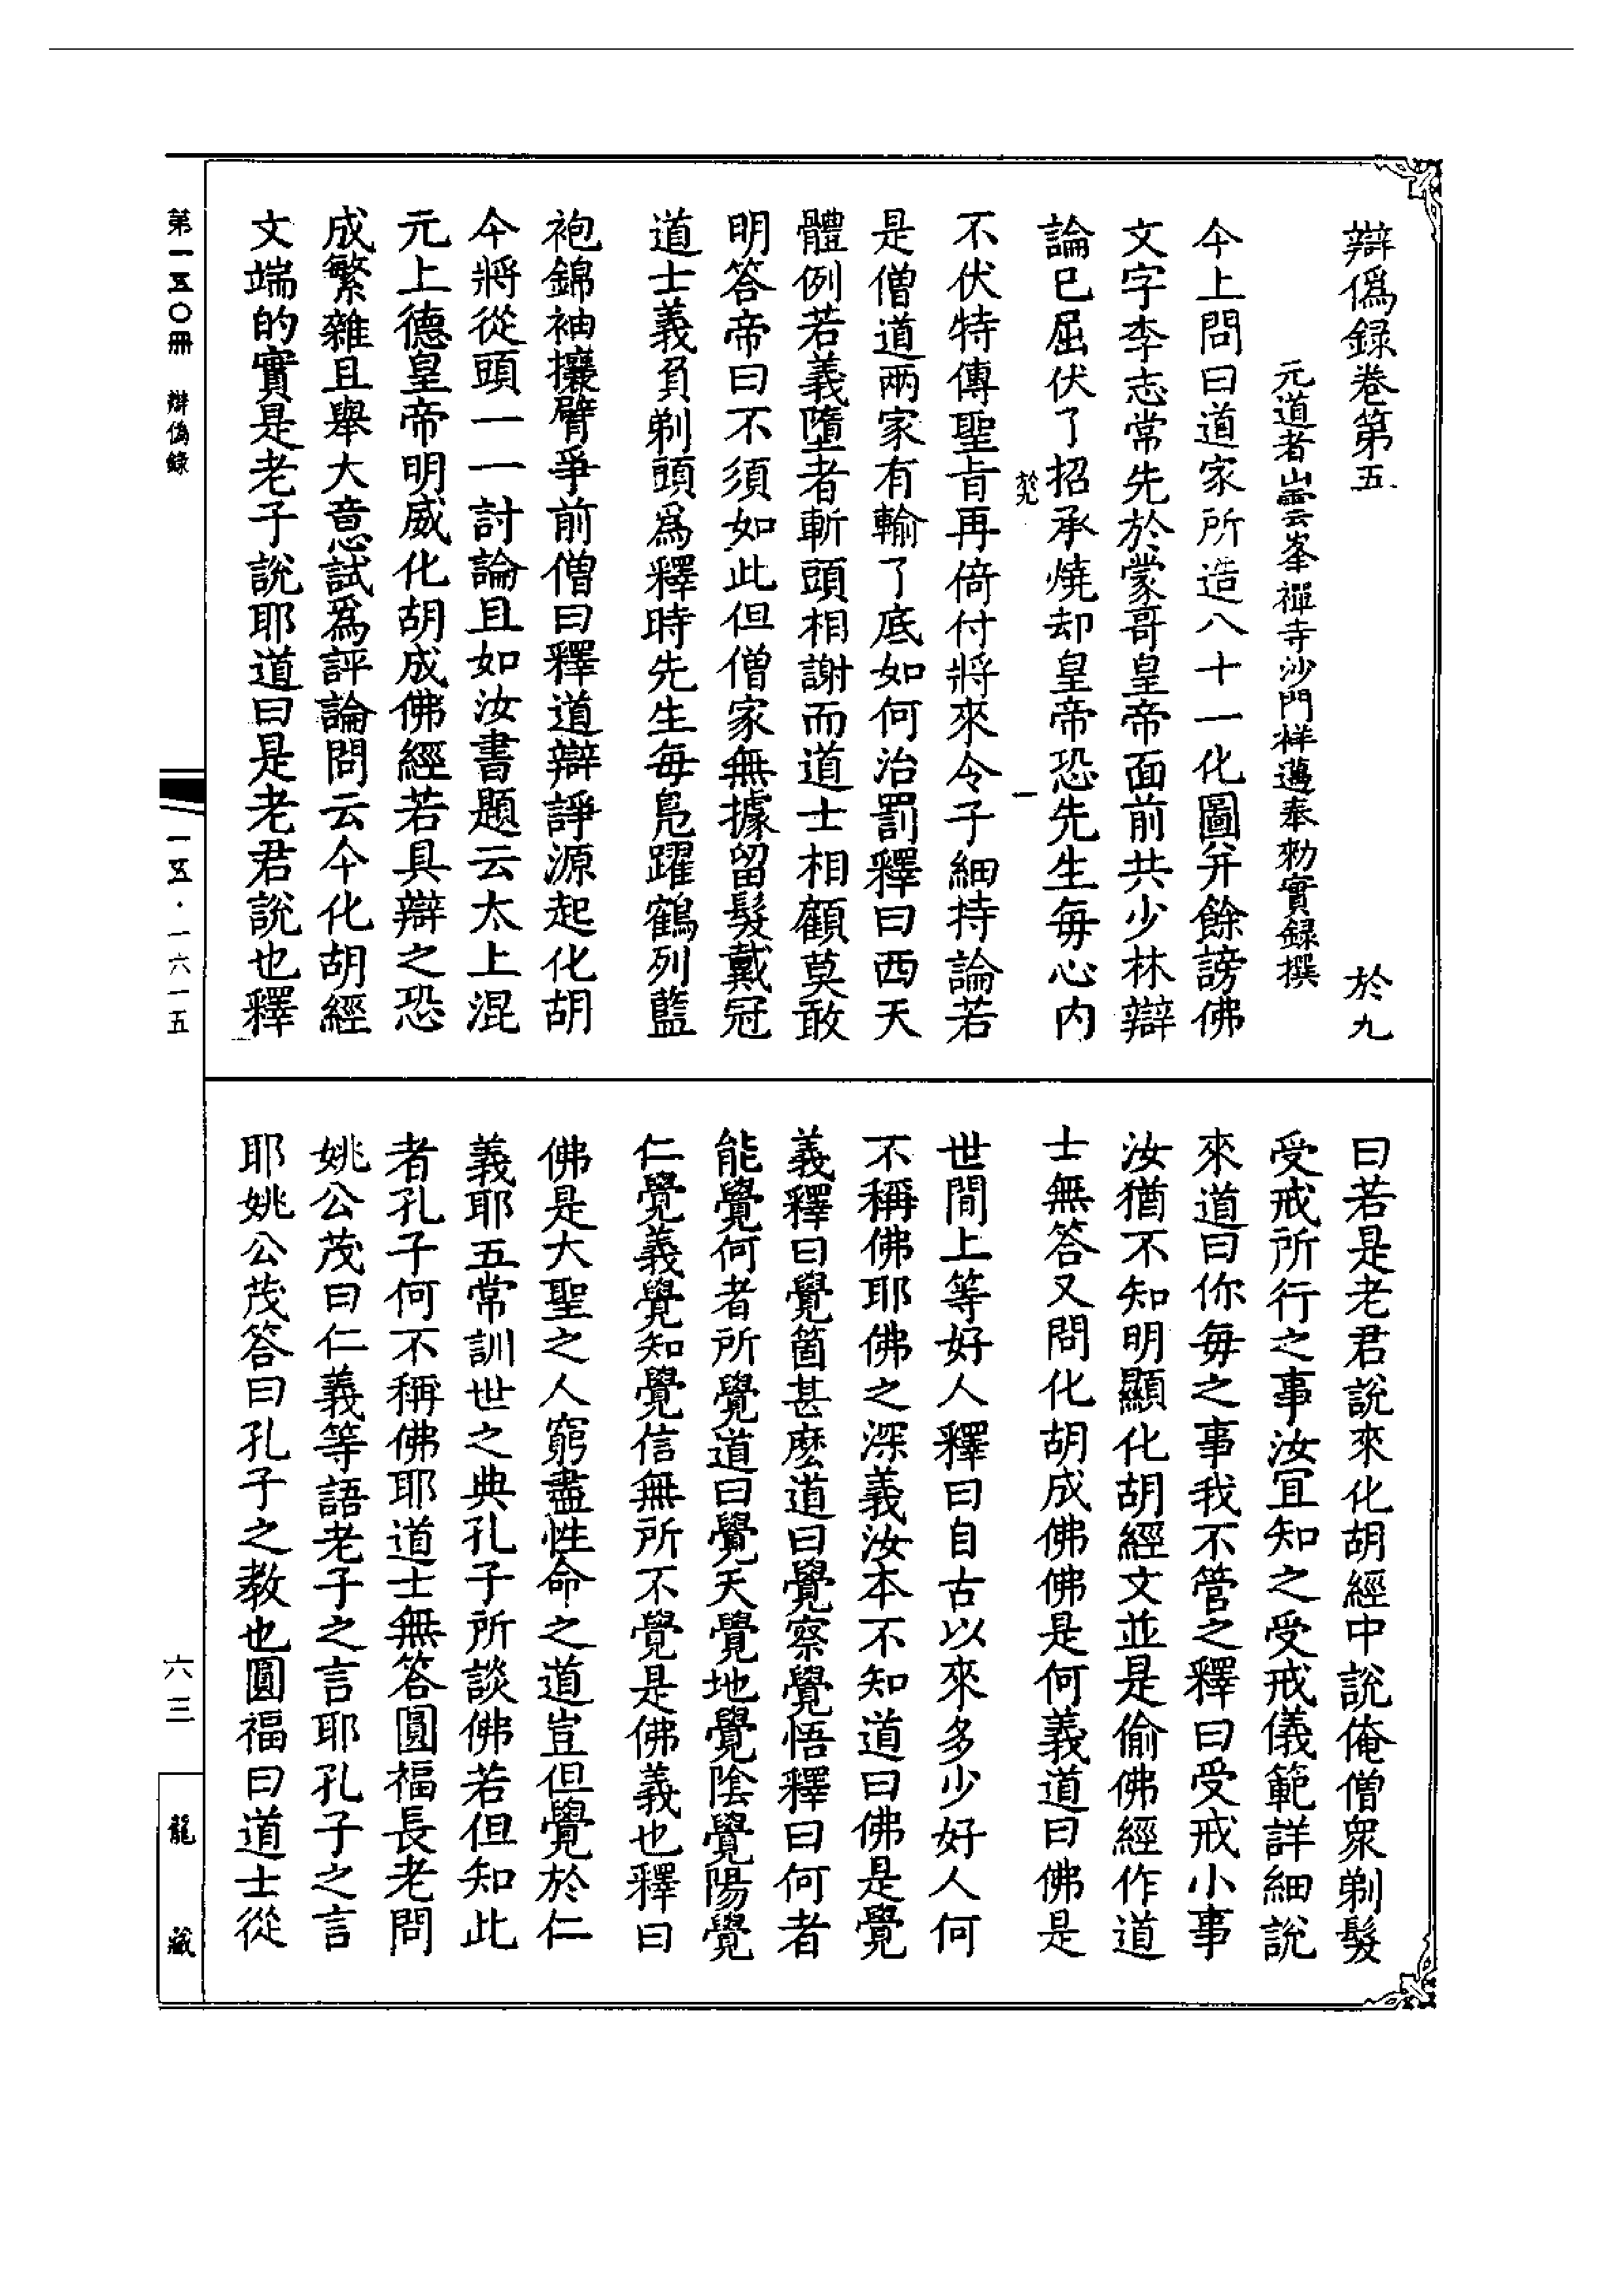 辯僞録卷第五 於九
元道者山雲峯禪寺沙門祥邁奉勅實録撰
今上問曰道家所造八十一化圖并餘謗佛
文字李志常先於蒙哥皇帝面前共少林辯
論已屈伏了招承燒却皇帝恐先生每心内
於九 一
不伏特傳聖旨再倚付將來令子細持論若
是僧道兩家有輸了底如何治罰釋曰西天
體例若義墮者斬頭相謝而道士相顧莫敢
明答帝曰不須如此但僧家無據留髮戴冠
道士義負剃頭爲釋時先生每鳧躍鶴列藍
袍錦袖攘臂爭前僧曰釋道辯諍源起化胡
今將從頭一一討論且如汝書題云太上混
元上德皇帝明威化胡成佛經若具辯之恐
成繁雜且舉大意試爲評論問云今化胡經
文端的實是老子說耶道曰是老君說也釋
曰若是老君說來化胡經中說俺僧衆剃髮
受戒所行之事汝宜知之受戒儀範詳細說
來道曰你每之事我不管之釋曰受戒小事
汝猶不知明顯化胡經文並是偷佛經作道
士無答又問化胡成佛佛是何義道曰佛是
世間上等好人釋曰自古以來多少好人何
不稱佛耶佛之深義汝本不知道曰佛是覺
義釋曰覺箇甚麼道曰覺察覺悟釋曰何者
能覺何者所覺道曰覺天覺地覺陰覺陽覺
仁覺義覺知覺信無所不覺是佛義也釋曰
佛是大聖之人窮盡性命之道豈但覺於仁
義耶五常訓世之典孔子所談佛若但知此
者孔子何不稱佛耶道士無答圓福長老問
姚公茂曰仁義等語老子之言耶孔子之言
耶姚公茂答曰孔子之教也圓福曰道士從
第一五〇冊 辯僞錄
一五·一六一五
六三
龍藏